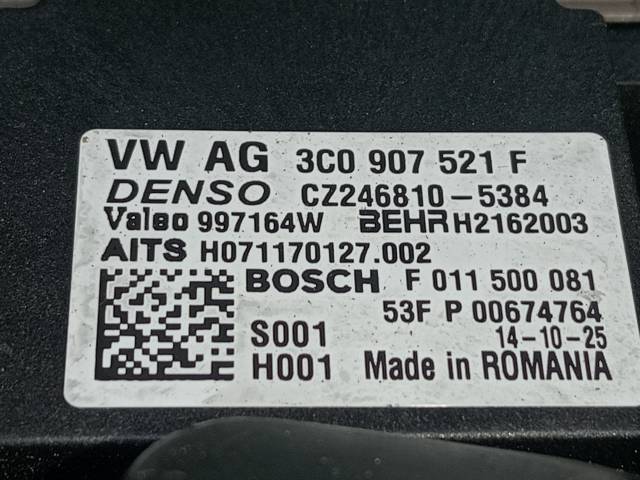 VW AG 3C0 907 521 F
DENSO CZ246810-5384
Valeo 997164W BEHR H2162003
AITS H071170127.002
BOSCH F 011 500 081
53F P 00674764
S001 14-10-25
H001 Made in ROMANIA